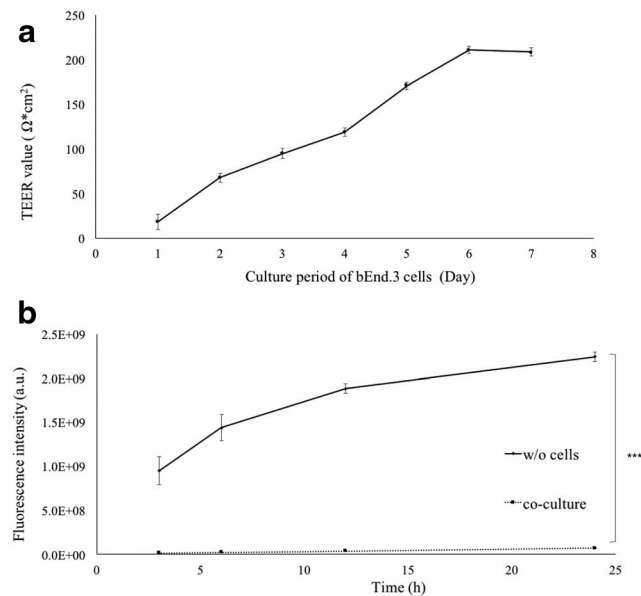 a
250
200
150
100
50
0
TEER value ( Ω*cm²)
0 1 2 3 4 5 6 7 8
Culture period of bEnd.3 cells (Day)
b
2.5E+09
2.0E+09
1.5E+09
1.0E+09
5.0E+08
0.0E+00
Fluorescence intensity (a.u.)
w/o cells
co-culture
***
0 5 10 15 20 25
Time (h)